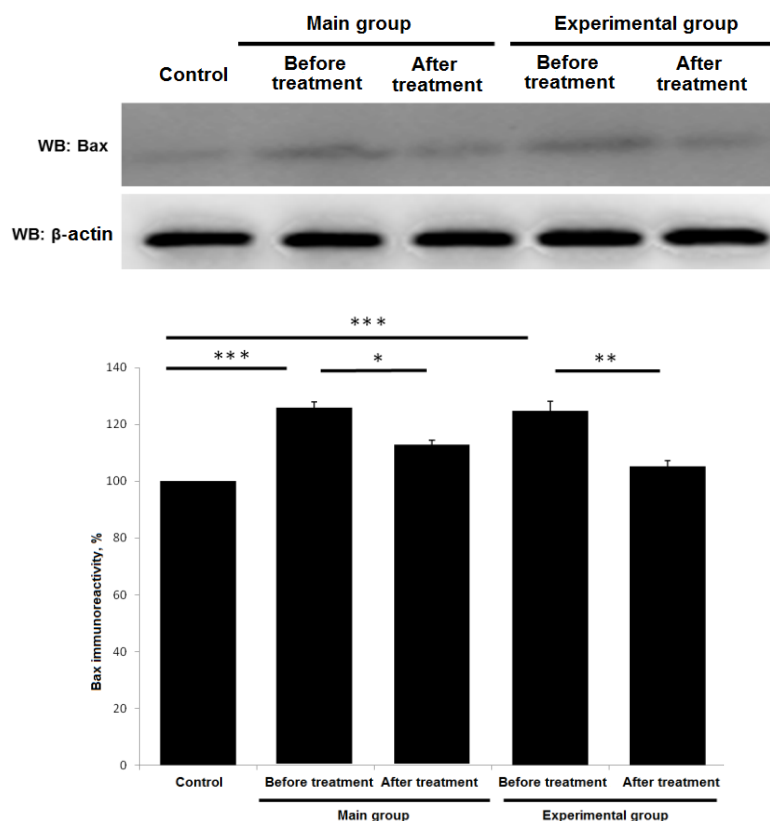 Main group
Experimental group
Control
Before treatment
After treatment
Before treatment
After treatment
WB: Bax
WB: β-actin
***
***
*
**
Bax immunoreactivity, %
140
120
100
80
60
40
20
0
Control
Before treatment
After treatment
Before treatment
After treatment
Main group
Experimental group